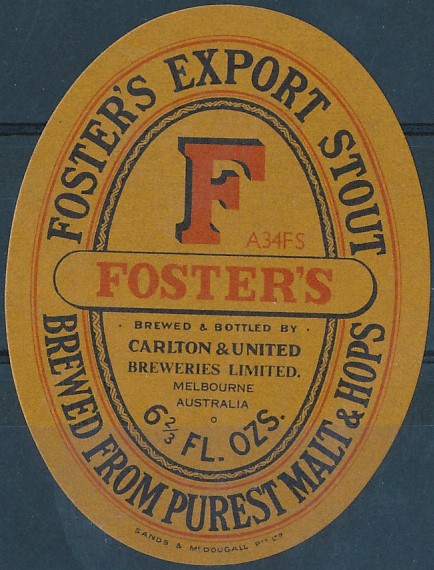 FOSTER'S EXPORT STOUT
F
A34FS
FOSTER'S
· BREWED & BOTTLED BY ·
CARLTON & UNITED
BREWERIES LIMITED.
MELBOURNE
AUSTRALIA
6 2/3 FL. OZS.
BREWED FROM PUREST MALT & HOPS
SANDS & McDOUGALL PTY LTD